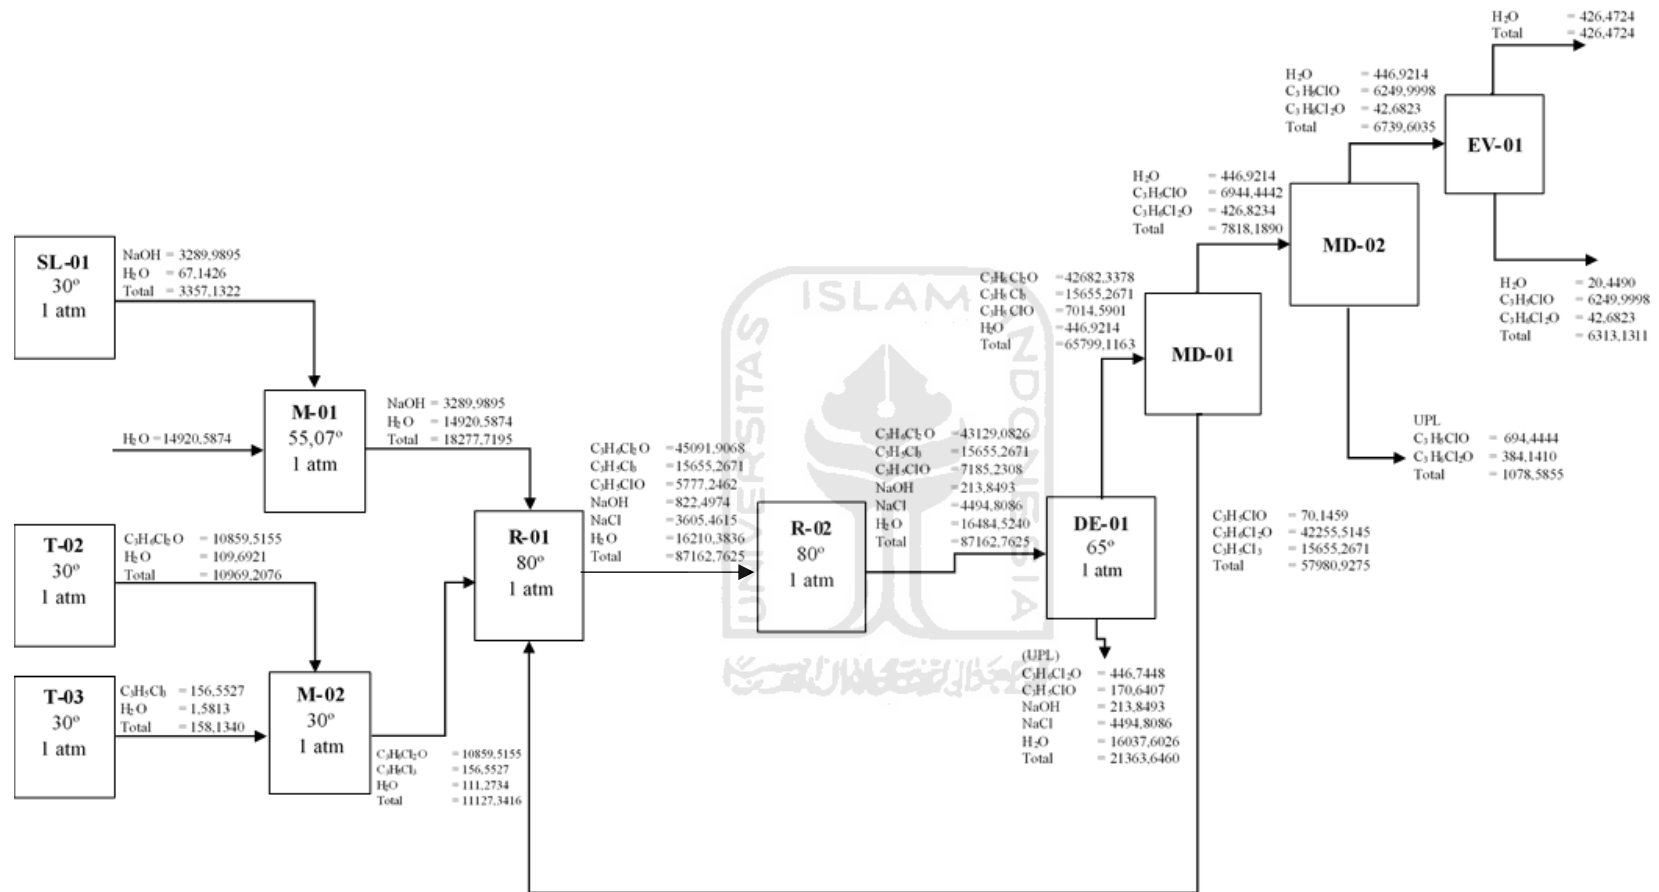 H₂O = 426,4724
Total = 426,4724
H₂O = 446,9214
C₃H₅ClO = 6249,9998
C₃H₆Cl₂O = 42,6823
Total = 6739,6035
EV-01
H₂O = 20,4490
C₃H₅ClO = 6249,9998
C₃H₆Cl₂O = 42,6823
Total = 6313,1311
H₂O = 446,9214
C₃H₅ClO = 6944,4442
C₃H₆Cl₂O = 426,8234
Total = 7818,1890
MD-02
UPL
C₃H₅ClO = 694,4444
C₃H₆Cl₂O = 384,1410
Total = 1078,5855
SL-01
30°
1 atm
NaOH = 3289,9895
H₂O = 67,1426
Total = 3357,1322
H₂O = 14920,5874
M-01
55,07°
1 atm
NaOH = 3289,9895
H₂O = 14920,5874
Total = 18277,7195
T-02
30°
1 atm
C₃H₆Cl₂O = 10859,5155
H₂O = 109,6921
Total = 10969,2076
T-03
30°
1 atm
C₃H₅Cl₃ = 156,5527
H₂O = 1,5813
Total = 158,1340
M-02
30°
1 atm
C₃H₆Cl₂O = 10859,5155
C₃H₅Cl₃ = 156,5527
H₂O = 111,2734
Total = 11127,3416
R-01
80°
1 atm
C₃H₆Cl₂O = 45091,9068
C₃H₅Cl₃ = 15655,2671
C₃H₅ClO = 5777,2462
NaOH = 822,4974
NaCl = 3605,4615
H₂O = 16210,3836
Total = 87162,7625
R-02
80°
1 atm
C₃H₆Cl₂O = 43129,0826
C₃H₅Cl₃ = 15655,2671
C₃H₅ClO = 7185,2308
NaOH = 213,8493
NaCl = 4494,8086
H₂O = 16484,5240
Total = 87162,7625
DE-01
65°
1 atm
(UPL)
C₃H₆Cl₂O = 446,7448
C₃H₅ClO = 170,6407
NaOH = 213,8493
NaCl = 4494,8086
H₂O = 16037,6026
Total = 21363,6460
C₃H₆Cl₂O = 42682,3378
C₃H₅Cl₃ = 15655,2671
C₃H₅ClO = 7014,5901
H₂O = 446,9214
Total = 65799,1163
MD-01
C₃H₅ClO = 70,1459
C₃H₆Cl₂O = 42255,5145
C₃H₅Cl₃ = 15655,2671
Total = 57980,9275
UNIVERSITAS
ISLAM
INDONESIA